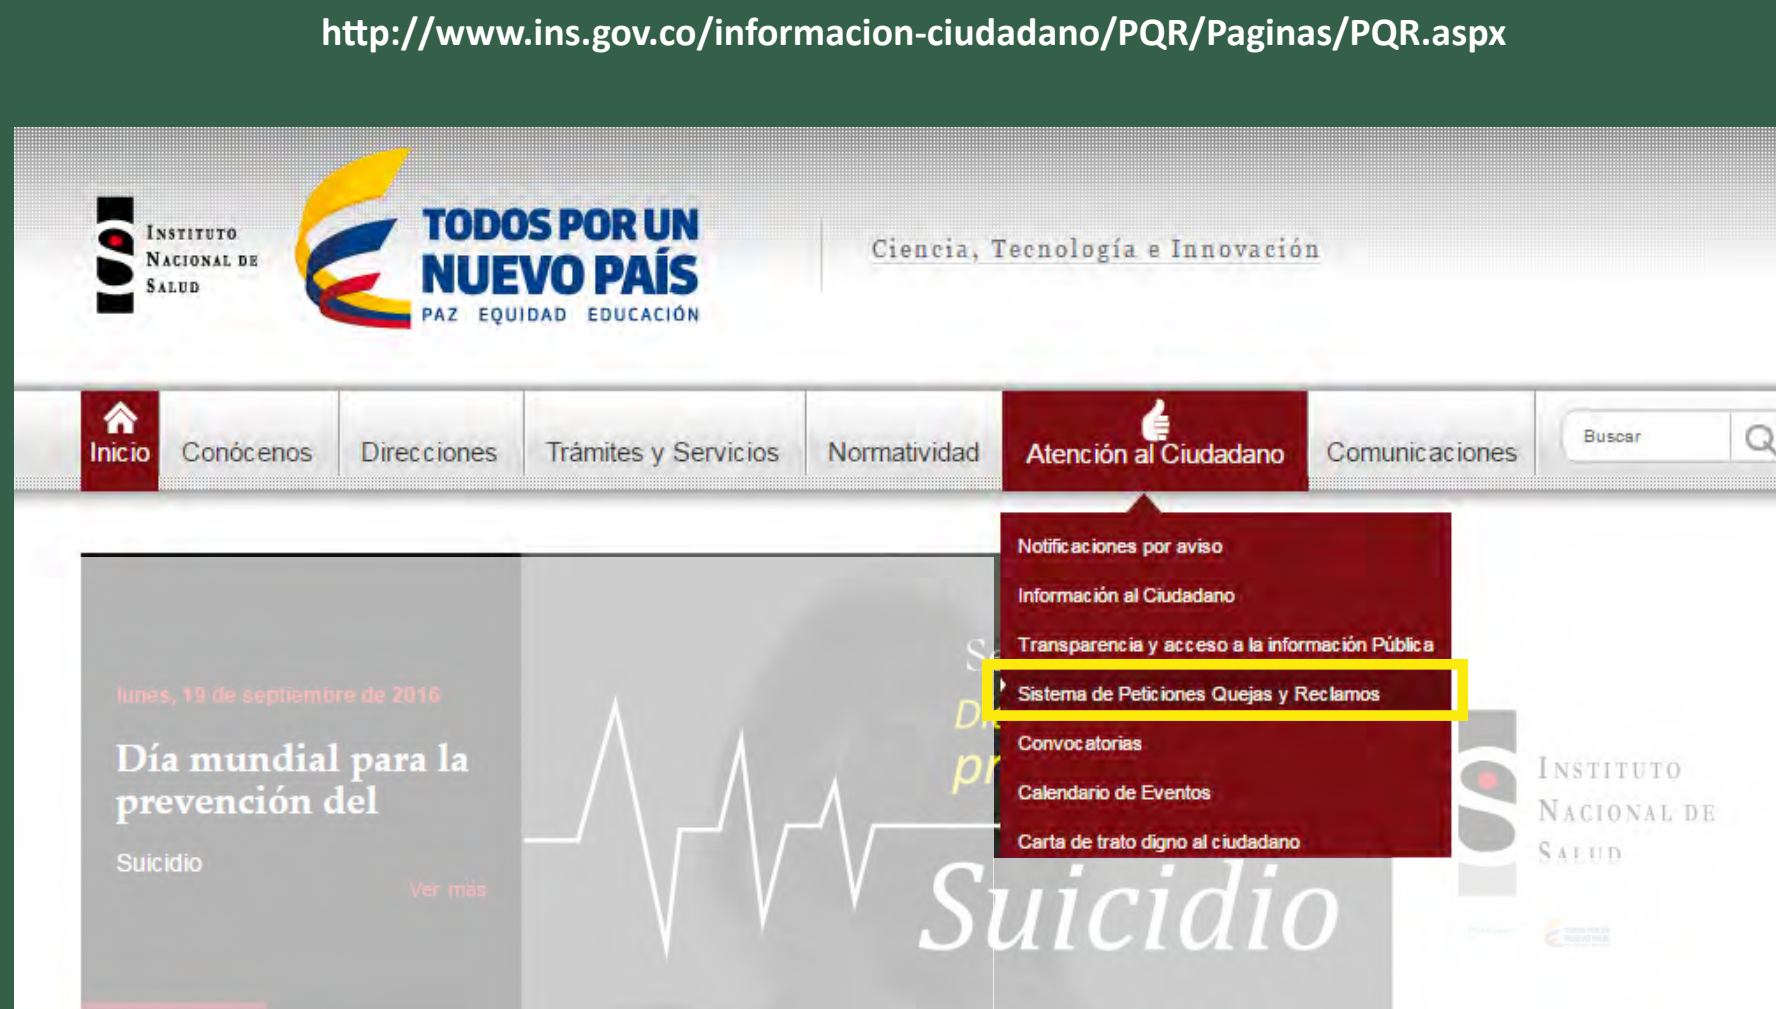 http://www.ins.gov.co/informacion-ciudadano/PQR/Paginas/PQR.aspx
INSTITUTO
NACIONAL DE
SALUD
TODOS POR UN
NUEVO PAÍS
PAZ EQUIDAD EDUCACIÓN
Ciencia, Tecnología e Innovación
Inicio
Conócenos
Direcciones
Trámites y Servicios
Normatividad
Atención al Ciudadano
Comunicaciones
Buscar
Notificaciones por aviso
Información al Ciudadano
Transparencia y acceso a la información Pública
Sistema de Peticiones Quejas y Reclamos
Convocatorias
Calendario de Eventos
Carta de trato digno al ciudadano
lunes, 19 de septiembre de 2016
Día mundial para la
prevención del
Suicidio
Ver más
Suicidio
INSTITUTO
NACIONAL DE
SALUD